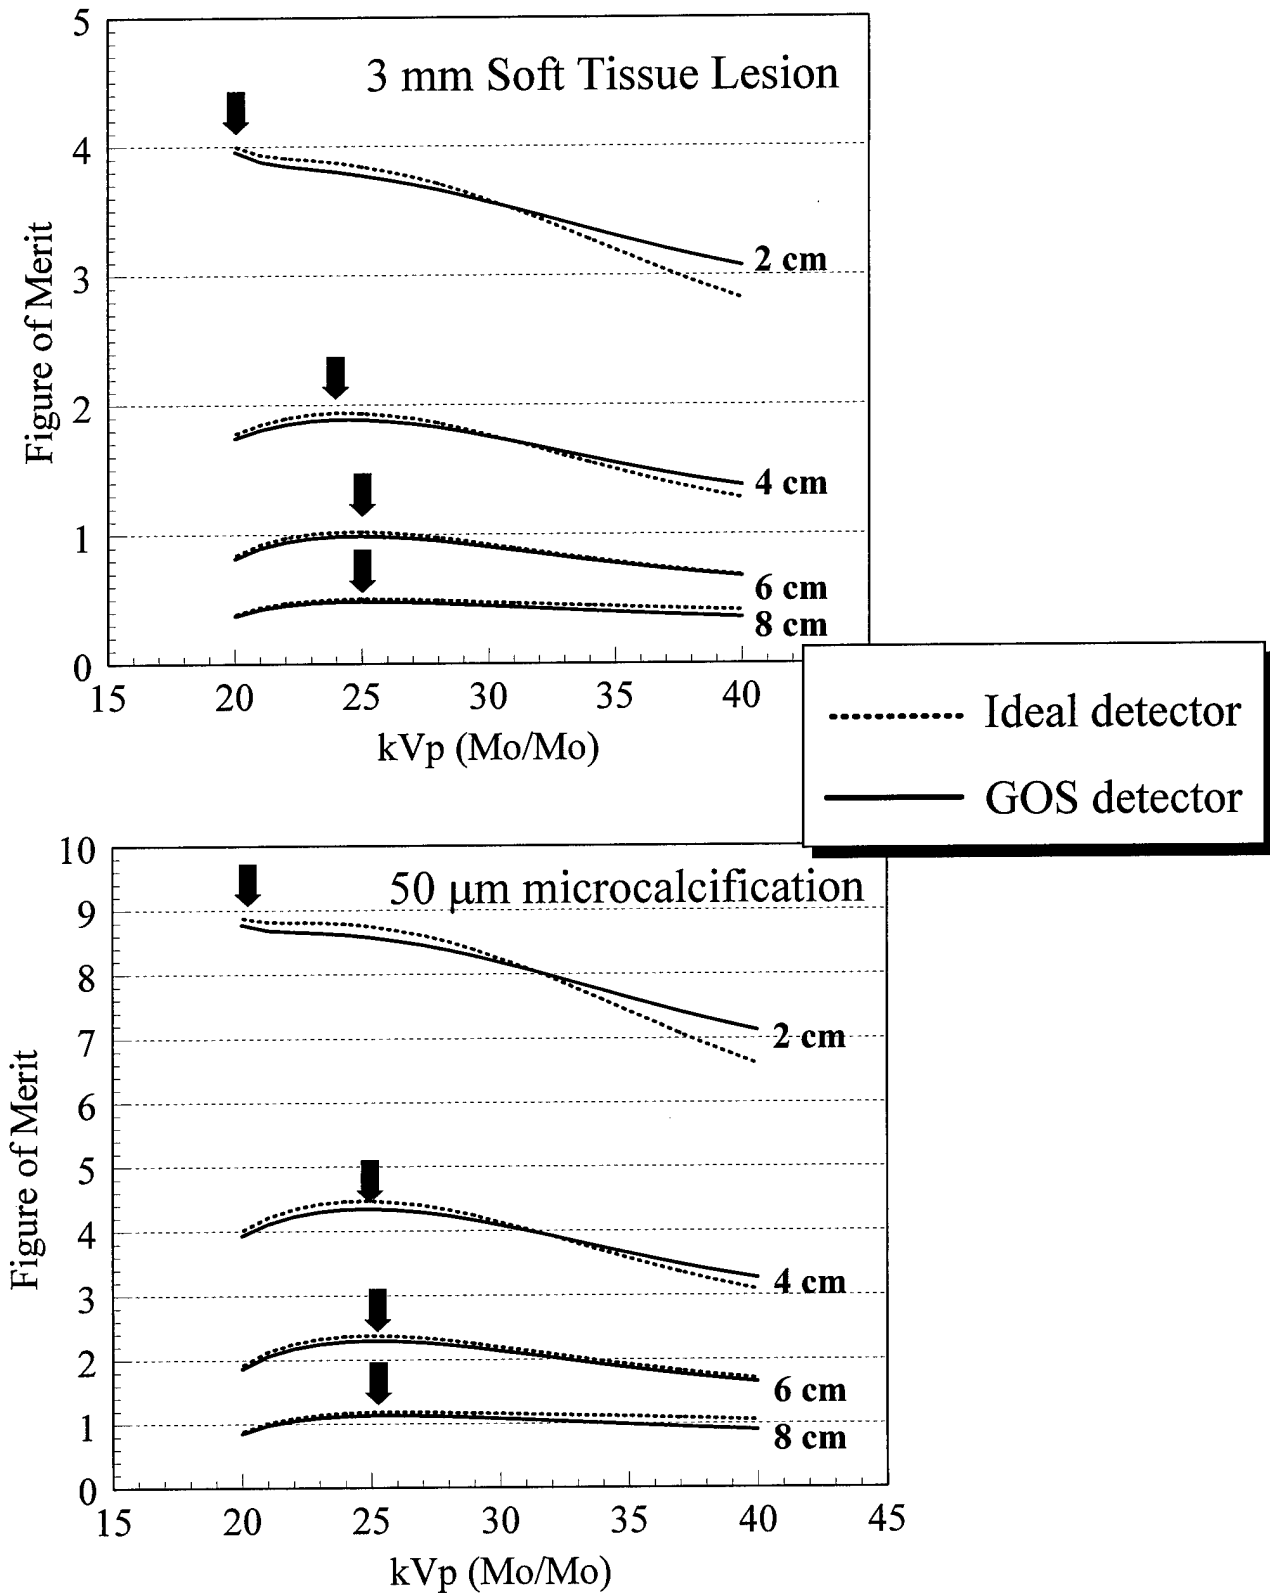 5
3 mm Soft Tissue Lesion
4
2 cm
3
Figure of Merit
2
4 cm
1
6 cm
8 cm
0
15 20 25 30 35 40
kVp (Mo/Mo)
Ideal detector
GOS detector
10
50 μm microcalcification
9
8
7
2 cm
6
Figure of Merit
5
4
4 cm
3
2
6 cm
1
8 cm
0
15 20 25 30 35 40 45
kVp (Mo/Mo)